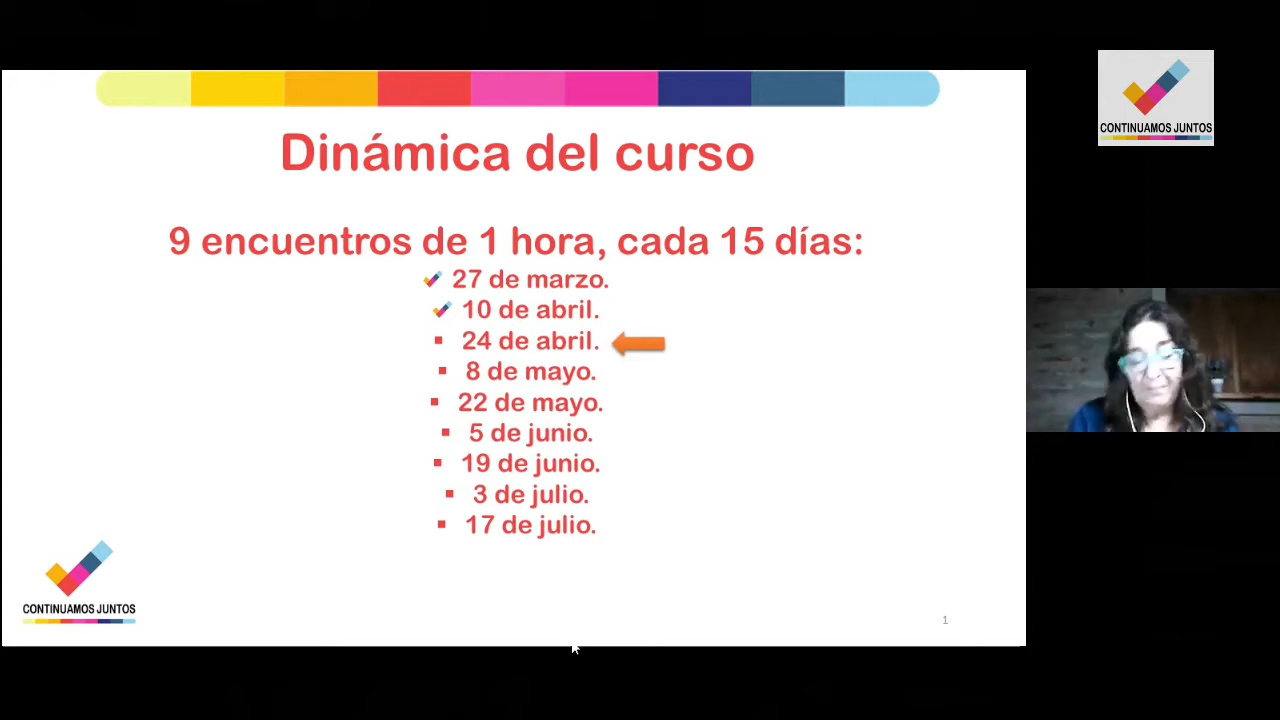 Dinámica del curso
9 encuentros de 1 hora, cada 15 días:
27 de marzo.
10 de abril.
24 de abril.
8 de mayo.
22 de mayo.
5 de junio.
19 de junio.
3 de julio.
17 de julio.
CONTINUAMOS JUNTOS
1
CONTINUAMOS JUNTOS